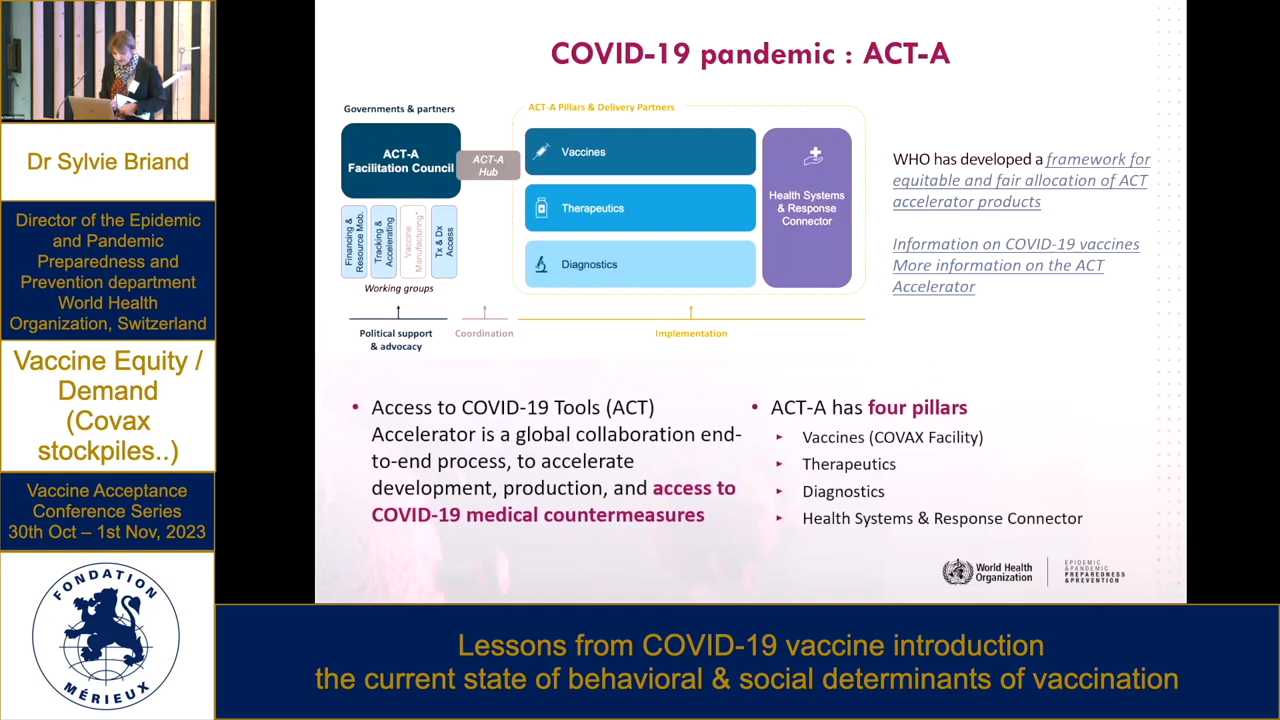 Dr Sylvie Briand
Director of the Epidemic
and Pandemic
Preparedness and
Prevention department
World Health
Organization, Switzerland
Vaccine Equity /
Demand
(Covax
stockpiles..)
Vaccine Acceptance
Conference Series
30th Oct – 1st Nov, 2023
FONDATION
MÉRIEUX
COVID-19 pandemic : ACT-A
Governments & partners
ACT-A Pillars & Delivery Partners
ACT-A
Facilitation Council
ACT-A
Hub
Vaccines
Therapeutics
Diagnostics
Health Systems
& Response
Connector
Financing &
Resource Mob.
Tracking &
Accelerating
Vaccine
Manufacturing*
Tx & Dx
Access
Working groups
Political support
& advocacy
Coordination
Implementation
WHO has developed a framework for
equitable and fair allocation of ACT
accelerator products
Information on COVID-19 vaccines
More information on the ACT
Accelerator
• Access to COVID-19 Tools (ACT)
Accelerator is a global collaboration end-
to-end process, to accelerate
development, production, and access to
COVID-19 medical countermeasures
• ACT-A has four pillars
Vaccines (COVAX Facility)
Therapeutics
Diagnostics
Health Systems & Response Connector
World Health
Organization
EPIDEMIC
&PANDEMIC
PREPAREDNESS
&PREVENTION
Lessons from COVID-19 vaccine introduction
the current state of behavioral & social determinants of vaccination